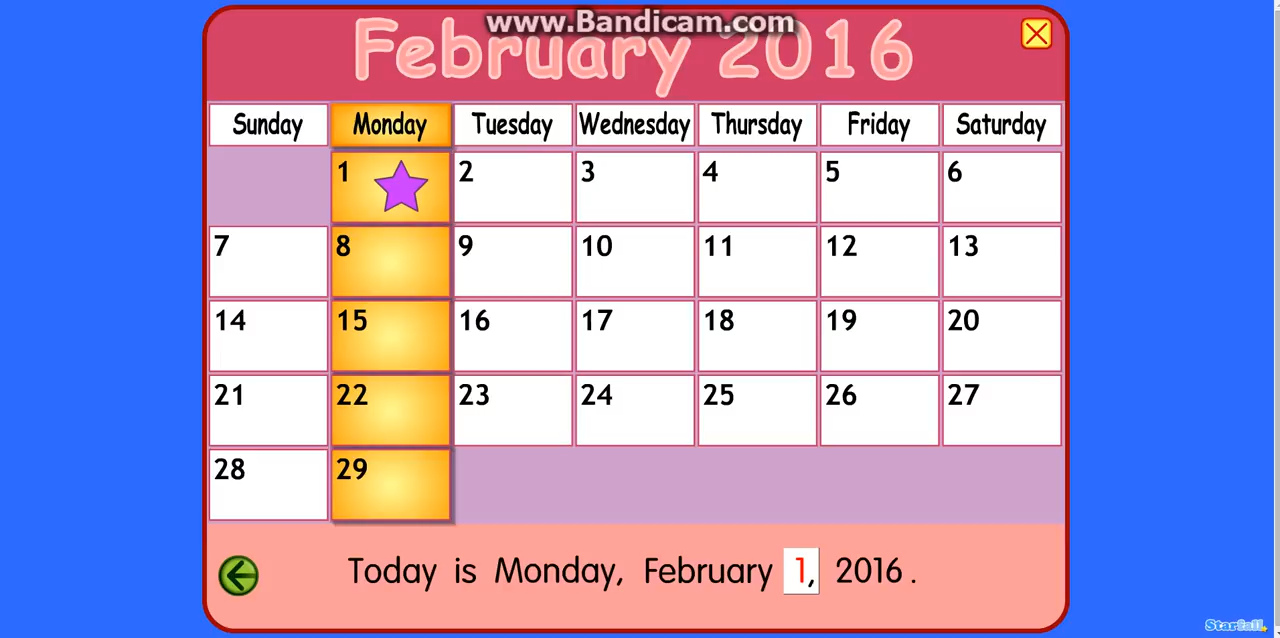 www.Bandicam.com
February 2016
Sunday Monday Tuesday Wednesday Thursday Friday Saturday
1 2 3 4 5 6
7 8 9 10 11 12 13
14 15 16 17 18 19 20
21 22 23 24 25 26 27
28 29
Today is Monday, February 1, 2016.
Starfall